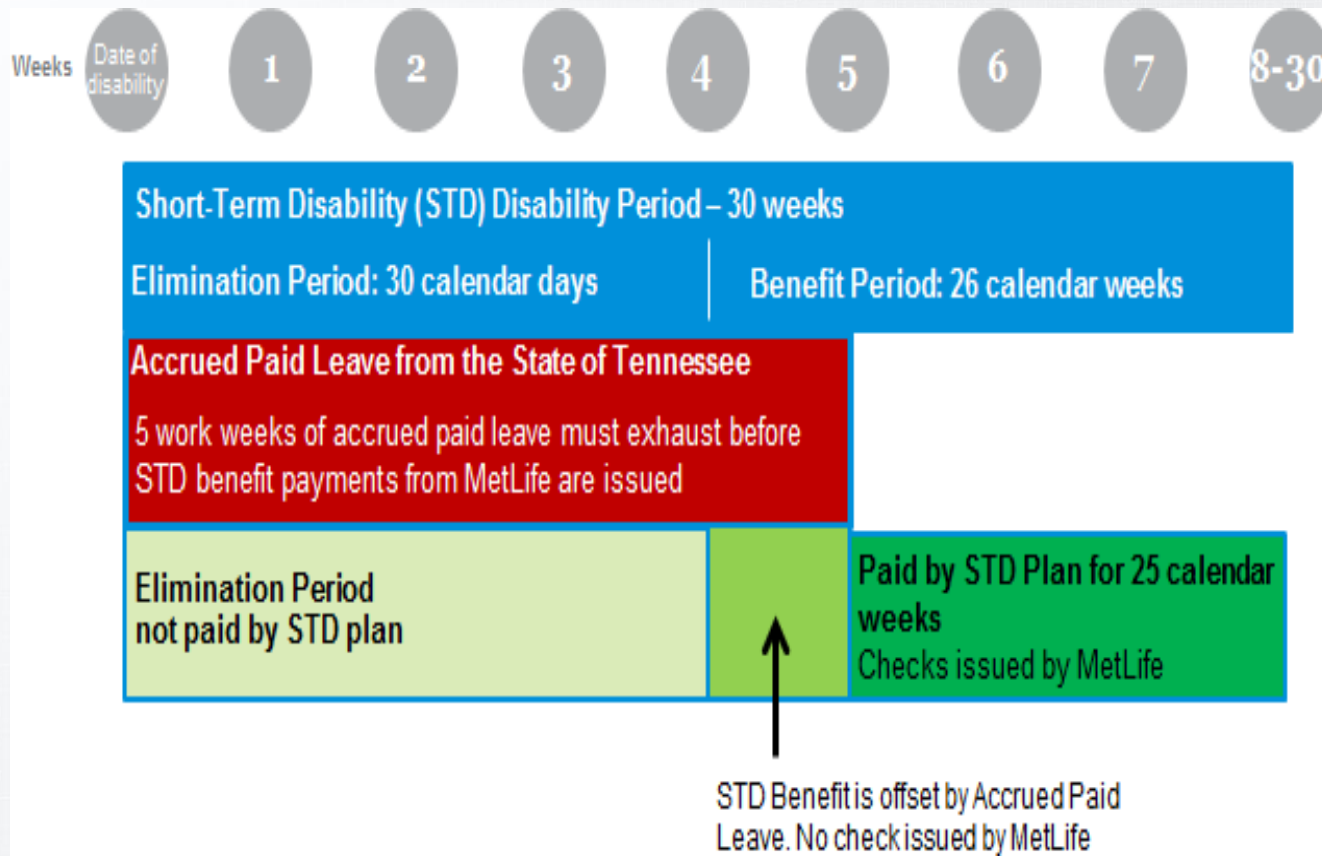 Weeks
Date of
disability
1
2
3
4
5
6
7
8-30
Short-Term Disability (STD) Disability Period – 30 weeks
Elimination Period: 30 calendar days
Benefit Period: 26 calendar weeks
Accrued Paid Leave from the State of Tennessee
5 work weeks of accrued paid leave must exhaust before
STD benefit payments from MetLife are issued
Elimination Period
not paid by STD plan
Paid by STD Plan for 25 calendar
weeks
Checks issued by MetLife
STD Benefit is offset by Accrued Paid
Leave. No check issued by MetLife